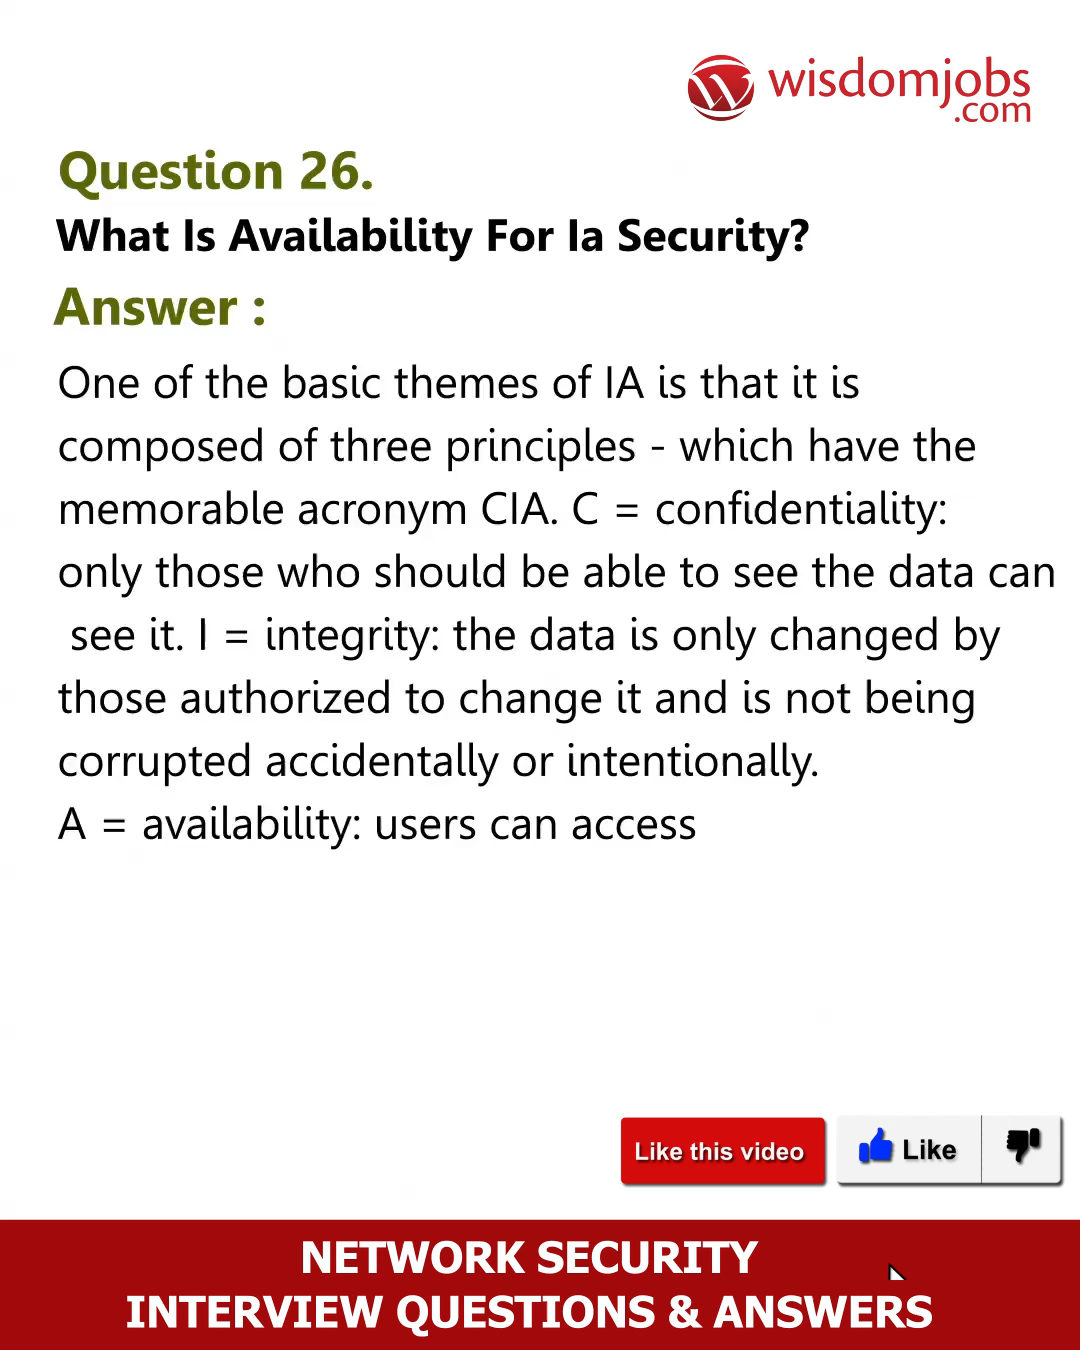 wisdomjobs
.com
Question 26.
What Is Availability For Ia Security?
Answer :
One of the basic themes of IA is that it is
composed of three principles - which have the
memorable acronym CIA. C = confidentiality:
only those who should be able to see the data can
see it. I = integrity: the data is only changed by
those authorized to change it and is not being
corrupted accidentally or intentionally.
A = availability: users can access
Like this video
Like
NETWORK SECURITY
INTERVIEW QUESTIONS & ANSWERS